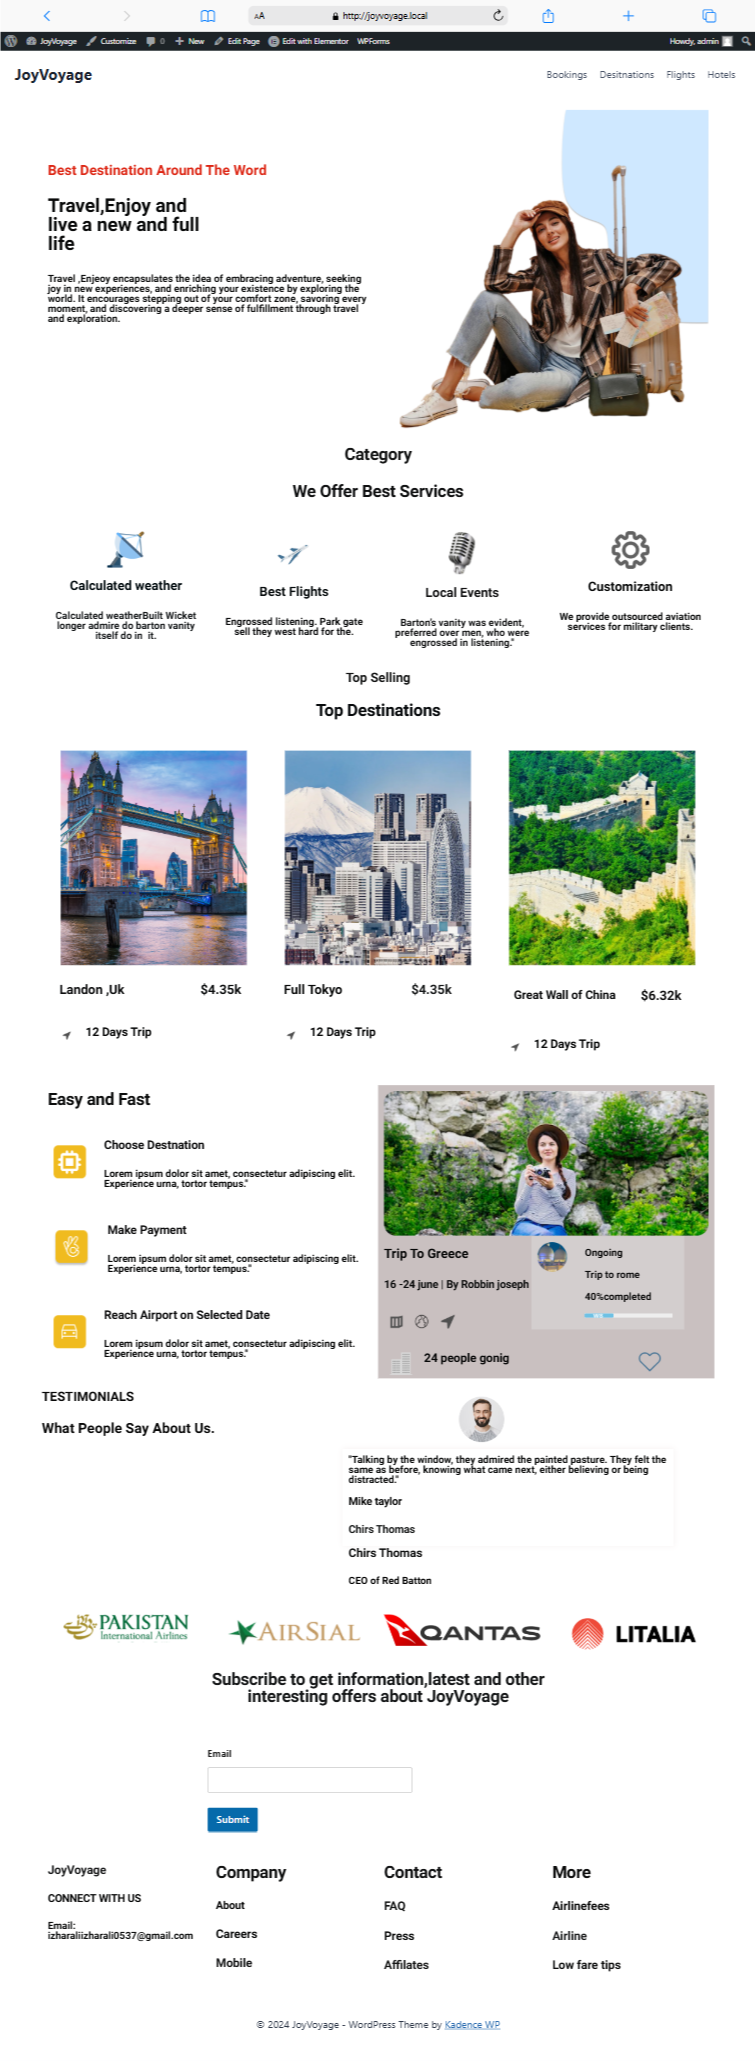 AA http://joyvoyage.local
JoyVoyage Customize 0 New Edit Page Edit with Elementor WPForms Howdy, admin
JoyVoyage
Bookings Desitnations Flights Hotels
Best Destination Around The Word
Travel,Enjoy and
live a new and full
life
Travel ,Enjeoy encapsulates the idea of embracing adventure, seeking
joy in new experiences, and enriching your existence by exploring the
world. It encourages stepping out of your comfort zone, savoring every
moment, and discovering a deeper sense of fulfillment through travel
and exploration.
Category
We Offer Best Services
Calculated weather
Calculated weatherBuilt Wicket
longer admire do barton vanity
itself do in it.
Best Flights
Engrossed listening. Park gate
sell they west hard for the.
Local Events
Barton's vanity was evident,
preferred over men, who were
engrossed in listening."
Customization
We provide outsourced aviation
services for military clients.
Top Selling
Top Destinations
Landon ,Uk $4.35k
12 Days Trip
Full Tokyo $4.35k
12 Days Trip
Great Wall of China $6.32k
12 Days Trip
Easy and Fast
Choose Destnation
Lorem ipsum dolor sit amet, consectetur adipiscing elit.
Experience urna, tortor tempus."
Make Payment
Lorem ipsum dolor sit amet, consectetur adipiscing elit.
Experience urna, tortor tempus."
Reach Airport on Selected Date
Lorem ipsum dolor sit amet, consectetur adipiscing elit.
Experience urna, tortor tempus."
Trip To Greece
16 -24 june | By Robbin joseph
24 people gonig
Ongoing
Trip to rome
40%completed
TESTIMONIALS
What People Say About Us.
"Talking by the window, they admired the painted pasture. They felt the
same as before, knowing what came next, either believing or being
distracted."
Mike taylor
Chirs Thomas
Chirs Thomas
CEO of Red Batton
PAKISTAN
International Airlines
AIRSIAL
QANTAS
LITALIA
Subscribe to get information,latest and other
interesting offers about JoyVoyage
Email
Submit
JoyVoyage
CONNECT WITH US
Email:
izharaliizharali0537@gmail.com
Company
About
Careers
Mobile
Contact
FAQ
Press
Affilates
More
Airlinefees
Airline
Low fare tips
© 2024 JoyVoyage - WordPress Theme by Kadence WP